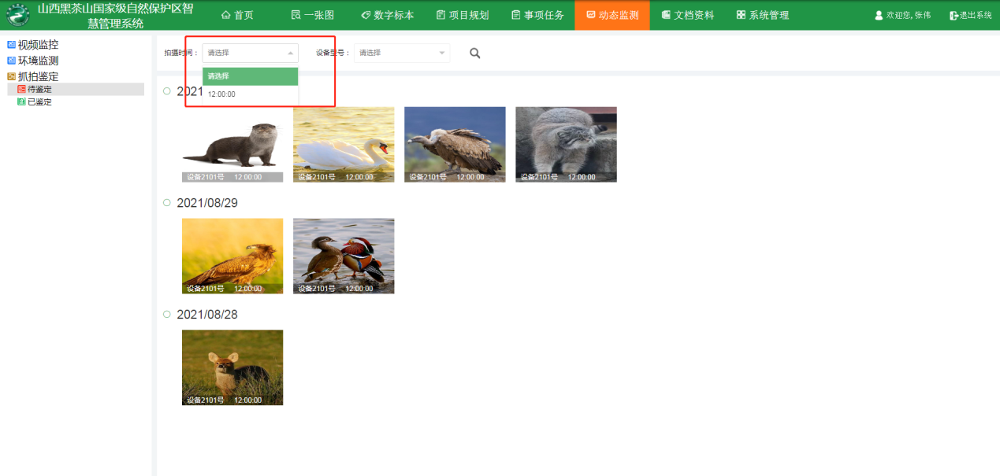 山西黑茶山国家级自然保护区智
慧管理系统
首页
一张图
数字标本
项目规划
事项任务
动态监测
文档资料
系统管理
欢迎您, 张伟
退出系统
视频监控
环境监测
抓拍鉴定
待鉴定
已鉴定
拍摄时间： 请选择
设备型号： 请选择
请选择
12:00:00
2021
设备2101号 12:00:00
设备2101号 12:00:00
设备2101号 12:00:00
设备2101号 12:00:00
2021/08/29
设备2101号 12:00:00
设备2101号 12:00:00
2021/08/28
设备2101号 12:00:00